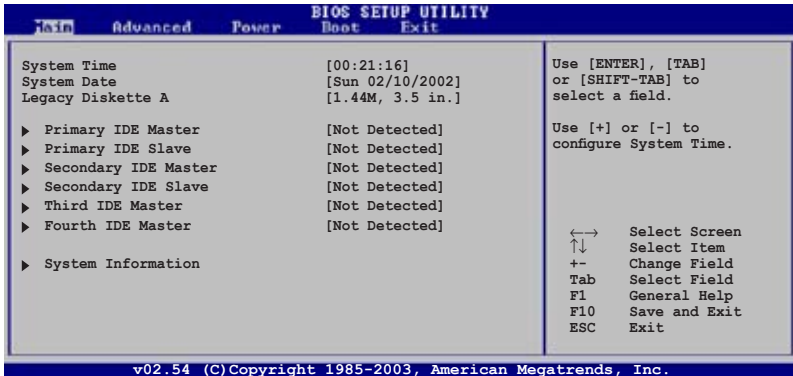 BIOS SETUP UTILITY
Main Advanced Power Boot Exit
System Time [00:21:16]
System Date [Sun 02/10/2002]
Legacy Diskette A [1.44M, 3.5 in.]
Primary IDE Master [Not Detected]
Primary IDE Slave [Not Detected]
Secondary IDE Master [Not Detected]
Secondary IDE Slave [Not Detected]
Third IDE Master [Not Detected]
Fourth IDE Master [Not Detected]
System Information
Use [ENTER], [TAB]
or [SHIFT-TAB] to
select a field.
Use [+] or [-] to
configure System Time.
←→ Select Screen
↑↓ Select Item
+- Change Field
Tab Select Field
F1 General Help
F10 Save and Exit
ESC Exit
v02.54 (C)Copyright 1985-2003, American Megatrends, Inc.